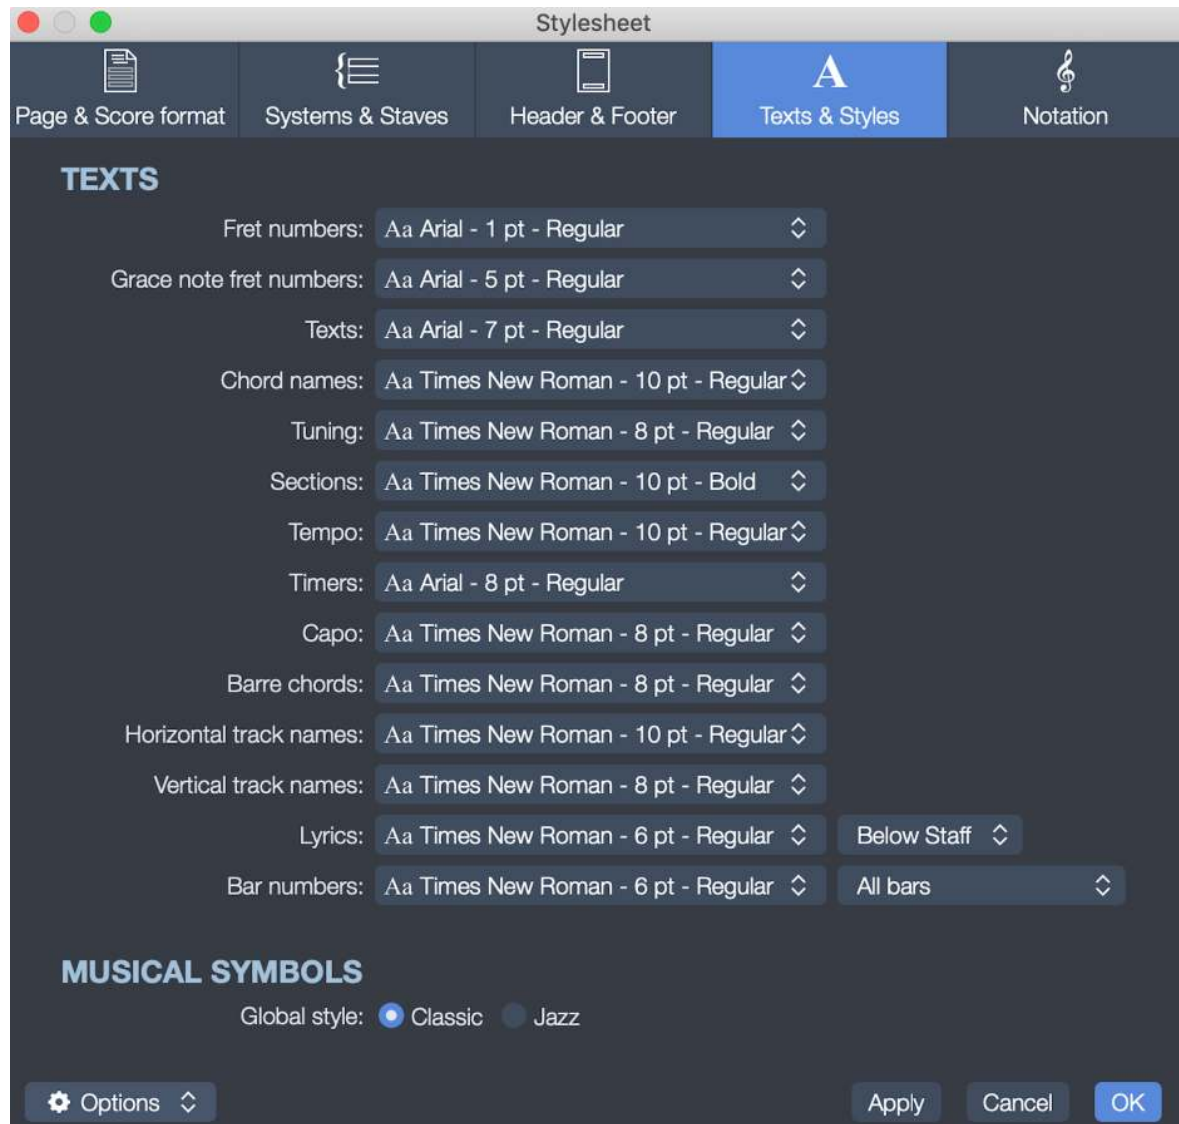 Stylesheet
Page & Score format Systems & Staves Header & Footer Texts & Styles Notation
TEXTS
Fret numbers: Aa Arial - 1 pt - Regular
Grace note fret numbers: Aa Arial - 5 pt - Regular
Texts: Aa Arial - 7 pt - Regular
Chord names: Aa Times New Roman - 10 pt - Regular
Tuning: Aa Times New Roman - 8 pt - Regular
Sections: Aa Times New Roman - 10 pt - Bold
Tempo: Aa Times New Roman - 10 pt - Regular
Timers: Aa Arial - 8 pt - Regular
Capo: Aa Times New Roman - 8 pt - Regular
Barre chords: Aa Times New Roman - 8 pt - Regular
Horizontal track names: Aa Times New Roman - 10 pt - Regular
Vertical track names: Aa Times New Roman - 8 pt - Regular
Lyrics: Aa Times New Roman - 6 pt - Regular Below Staff
Bar numbers: Aa Times New Roman - 6 pt - Regular All bars
MUSICAL SYMBOLS
Global style: Classic Jazz
Options Apply Cancel OK